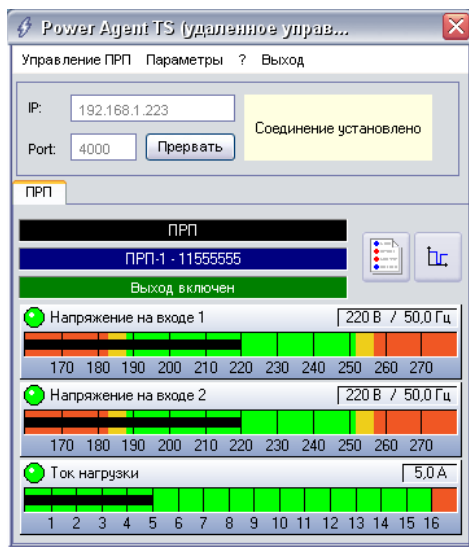 Power Agent TS (удаленное управ...
Управление ПРП Параметры ? Выход
IP: 192.168.1.223
Соединение установлено
Port: 4000 Прервать
ПРП
ПРП
ПРП-1 - 11555555
Выход включен
Напряжение на входе 1 220 В / 50,0 Гц
170 180 190 200 210 220 230 240 250 260 270
Напряжение на входе 2 220 В / 50,0 Гц
170 180 190 200 210 220 230 240 250 260 270
Ток нагрузки 5,0 А
1 2 3 4 5 6 7 8 9 10 11 12 13 14 15 16